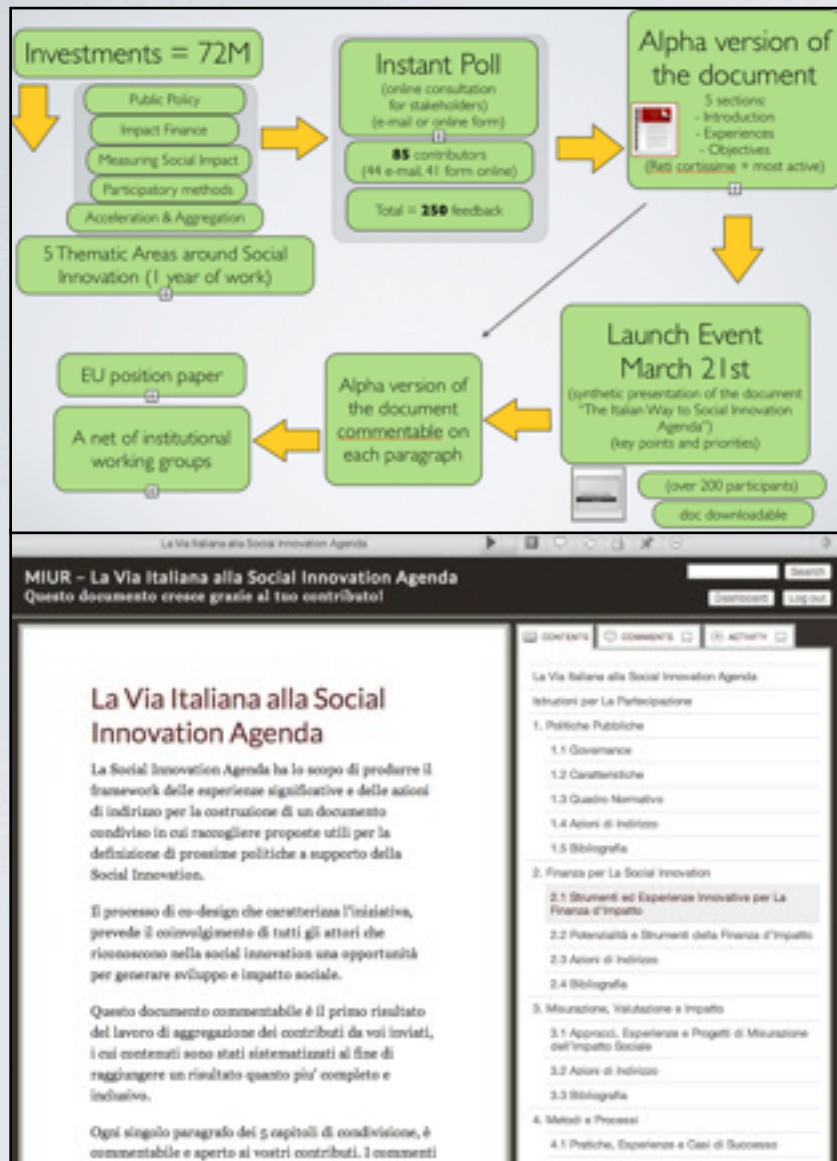 Investments = 72M
Public Policy
Impact Finance
Measuring Social Impact
Participatory methods
Acceleration & Aggregation
5 Thematic Areas around Social
Innovation (1 year of work)
Instant Poll
(online consultation
for stakeholders)
(e-mail or online form)
85 contributors
(44 e-mail, 41 form online)
Total = 250 feedback
Alpha version of
the document
5 sections:
- Introduction
- Experiences
- Objectives
(Reti cortissime + most active)
Launch Event
March 21st
(synthetic presentation of the document
"The Italian Way to Social Innovation
Agenda")
(key points and priorities)
(over 200 participants)
doc downloadable
Alpha version of
the document
commentable on
each paragraph
EU position paper
A net of institutional
working groups
La Via Italiana alla Social Innovation Agenda
MIUR – La Via Italiana alla Social Innovation Agenda
Questo documento cresce grazie al tuo contributo!
Search
Dashboard
Log out
CONTENTS
COMMENTS
ACTIVITY
La Via Italiana alla Social
Innovation Agenda
La Social Innovation Agenda ha lo scopo di produrre il
framework delle esperienze significative e delle azioni
di indirizzo per la costruzione di un documento
condiviso in cui raccogliere proposte utili per la
definizione di prossime politiche a supporto della
Social Innovation.
Il processo di co-design che caratterizza l'iniziativa,
prevede il coinvolgimento di tutti gli attori che
riconoscono nella social innovation una opportunità
per generare sviluppo e impatto sociale.
Questo documento commentabile è il primo risultato
del lavoro di aggregazione dei contributi da voi inviati,
i cui contenuti sono stati sistematizzati al fine di
raggiungere un risultato quanto piu' completo e
inclusivo.
Ogni singolo paragrafo dei 5 capitoli di condivisione, è
commentabile e aperto ai vostri contributi. I commenti
La Via Italiana alla Social Innovation Agenda
Istruzioni per La Partecipazione
1. Politiche Pubbliche
1.1 Governance
1.2 Caratteristiche
1.3 Quadro Normativo
1.4 Azioni di Indirizzo
1.5 Bibliografia
2. Finanza per La Social Innovation
2.1 Strumenti ed Esperienze Innovative per La
Finanza d'Impatto
2.2 Potenzialità e Strumenti della Finanza d'Impatto
2.3 Azioni di Indirizzo
2.4 Bibliografia
3. Misurazione, Valutazione e Impatto
3.1 Approcci, Esperienze e Progetti di Misurazione
dell'Impatto Sociale
3.2 Azioni di Indirizzo
3.3 Bibliografia
4. Metodi e Processi
4.1 Pratiche, Esperienze e Casi di Successo